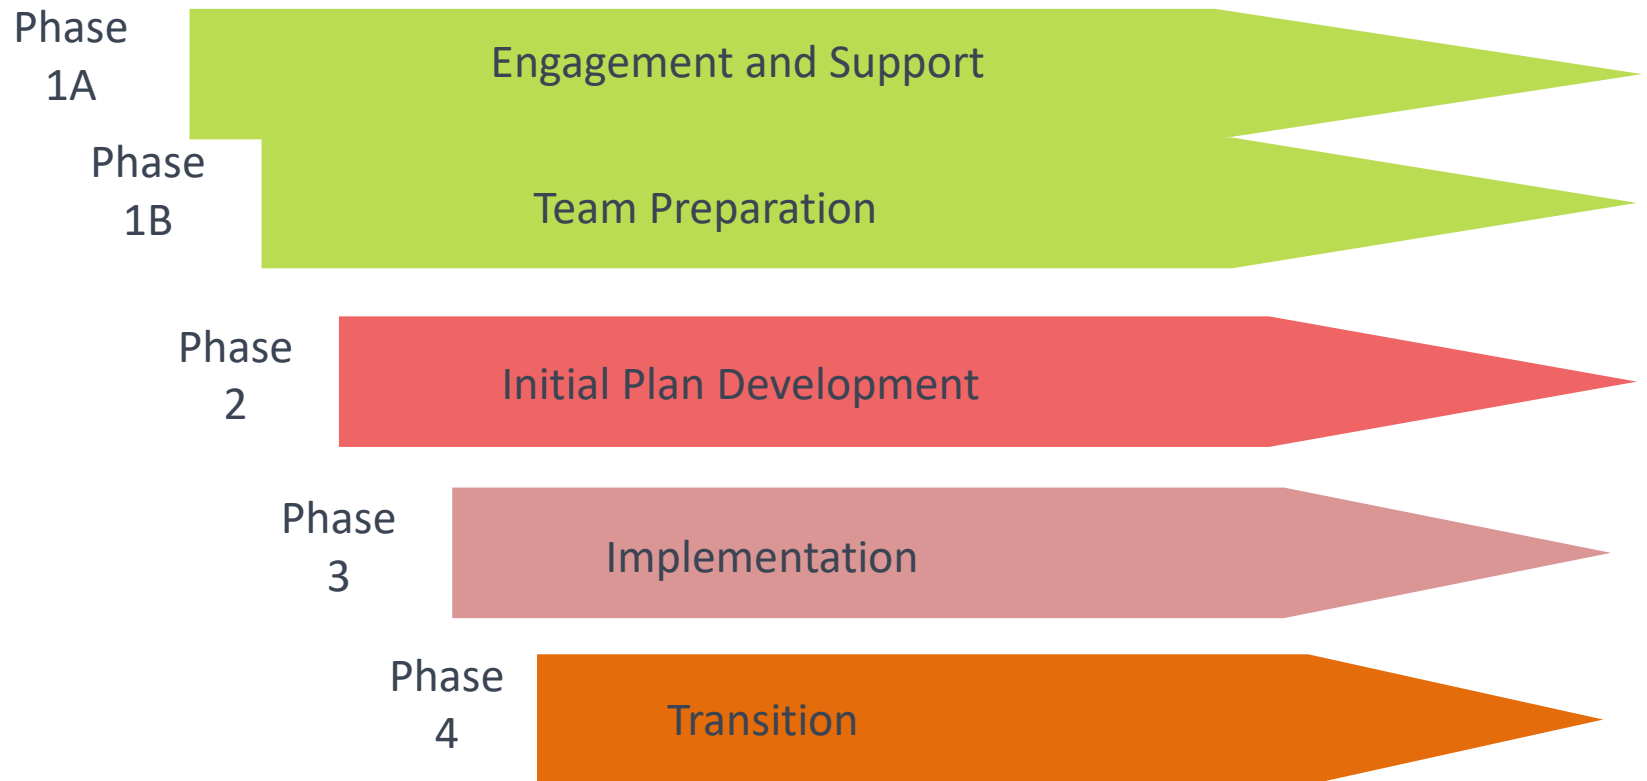 Phase
1A
Engagement and Support
Phase
1B
Team Preparation
Phase
2
Initial Plan Development
Phase
3
Implementation
Phase
4
Transition